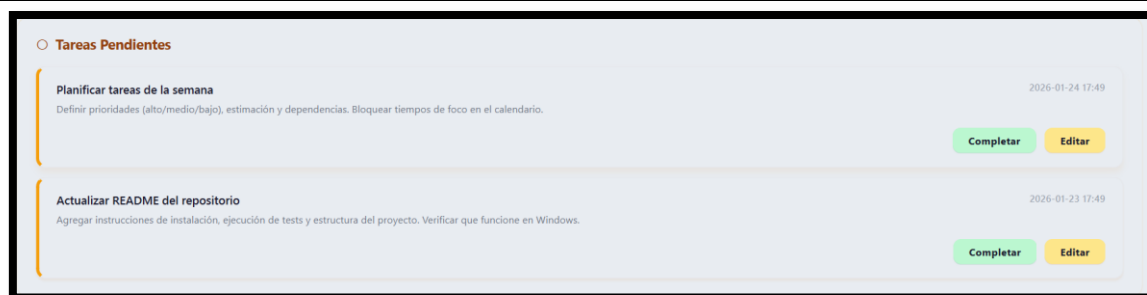 Tareas Pendientes
Planificar tareas de la semana
2026-01-24 17:49
Definir prioridades (alto/medio/bajo), estimación y dependencias. Bloquear tiempos de foco en el calendario.
Completar
Editar
Actualizar README del repositorio
2026-01-23 17:49
Agregar instrucciones de instalación, ejecución de tests y estructura del proyecto. Verificar que funcione en Windows.
Completar
Editar